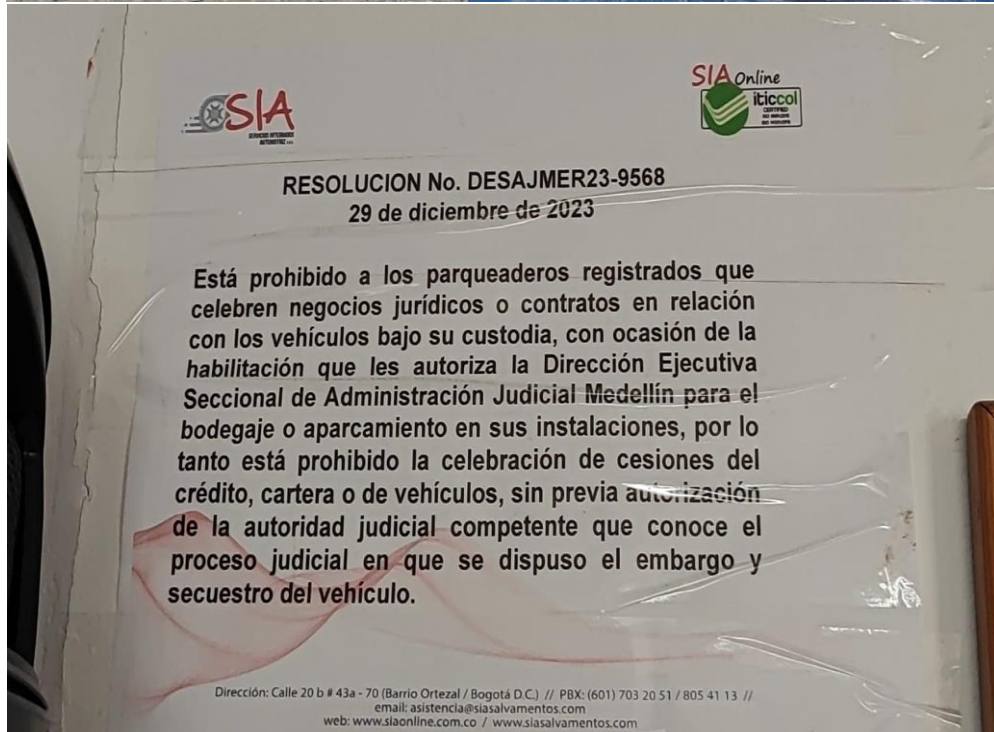 SIA
SERVICIOS INTEGRADOS
AUTOMOTRIZ S.A.S
SIA Online
iticcol
CERTIFIED
RESOLUCION No. DESAJMER23-9568
29 de diciembre de 2023
Está prohibido a los parqueaderos registrados que
celebren negocios jurídicos o contratos en relación
con los vehículos bajo su custodia, con ocasión de la
habilitación que les autoriza la Dirección Ejecutiva
Seccional de Administración Judicial Medellín para el
bodegaje o aparcamiento en sus instalaciones, por lo
tanto está prohibido la celebración de cesiones del
crédito, cartera o de vehículos, sin previa autorización
de la autoridad judicial competente que conoce el
proceso judicial en que se dispuso el embargo y
secuestro del vehículo.
Dirección: Calle 20 b # 43a - 70 (Barrio Ortezal / Bogotá D.C.) // PBX: (601) 703 20 51 / 805 41 13 //
email: asistencia@siasalvamentos.com
web: www.siaonline.com.co / www.siasalvamentos.com